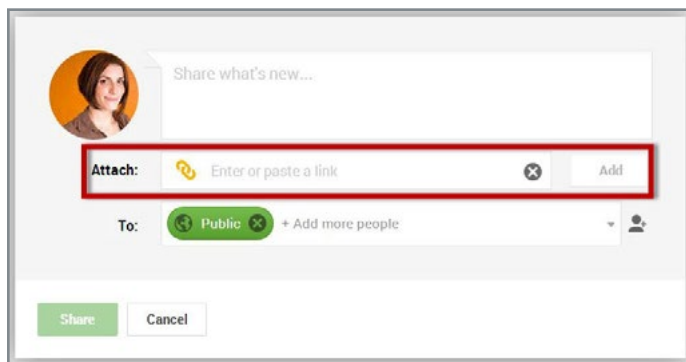 Share what's new...
Attach: Enter or paste a link Add
To: Public + Add more people
Share Cancel